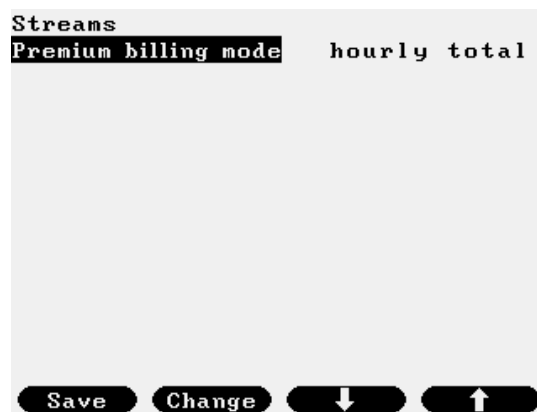 Streams
Premium billing mode hourly total
Save Change ↓ ↑